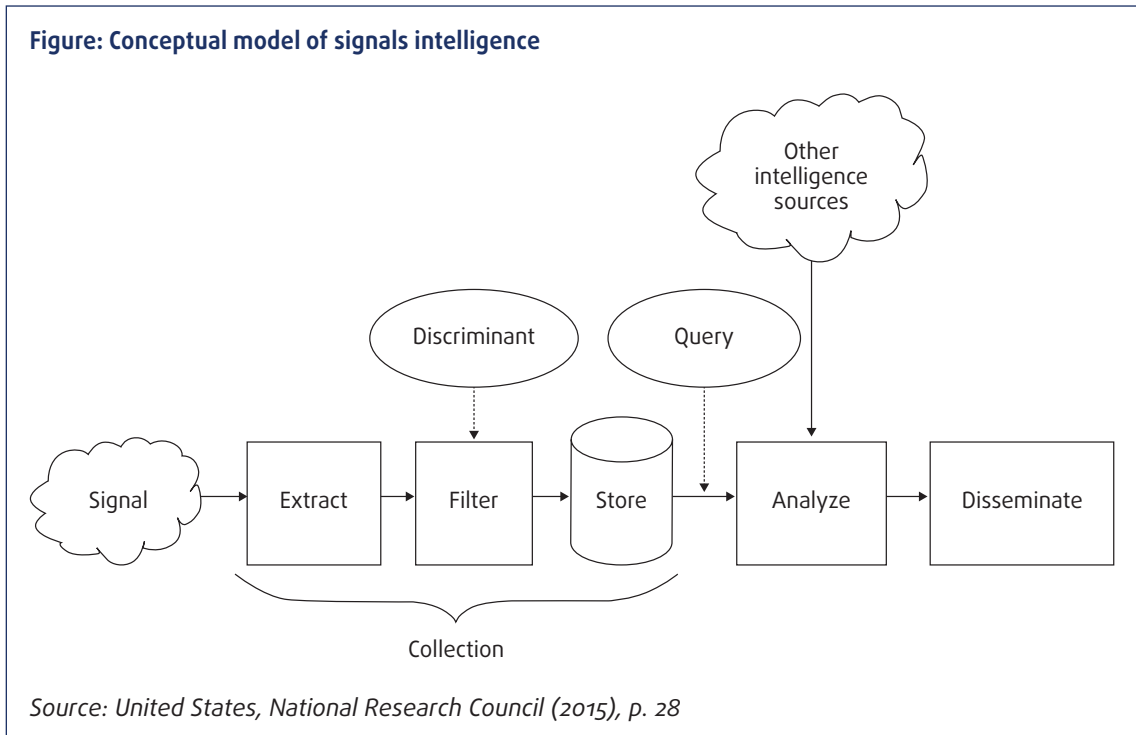 Figure: Conceptual model of signals intelligence
Other
intelligence
sources
Discriminant
Query
Signal
Extract
Filter
Store
Analyze
Disseminate
Collection
Source: United States, National Research Council (2015), p. 28